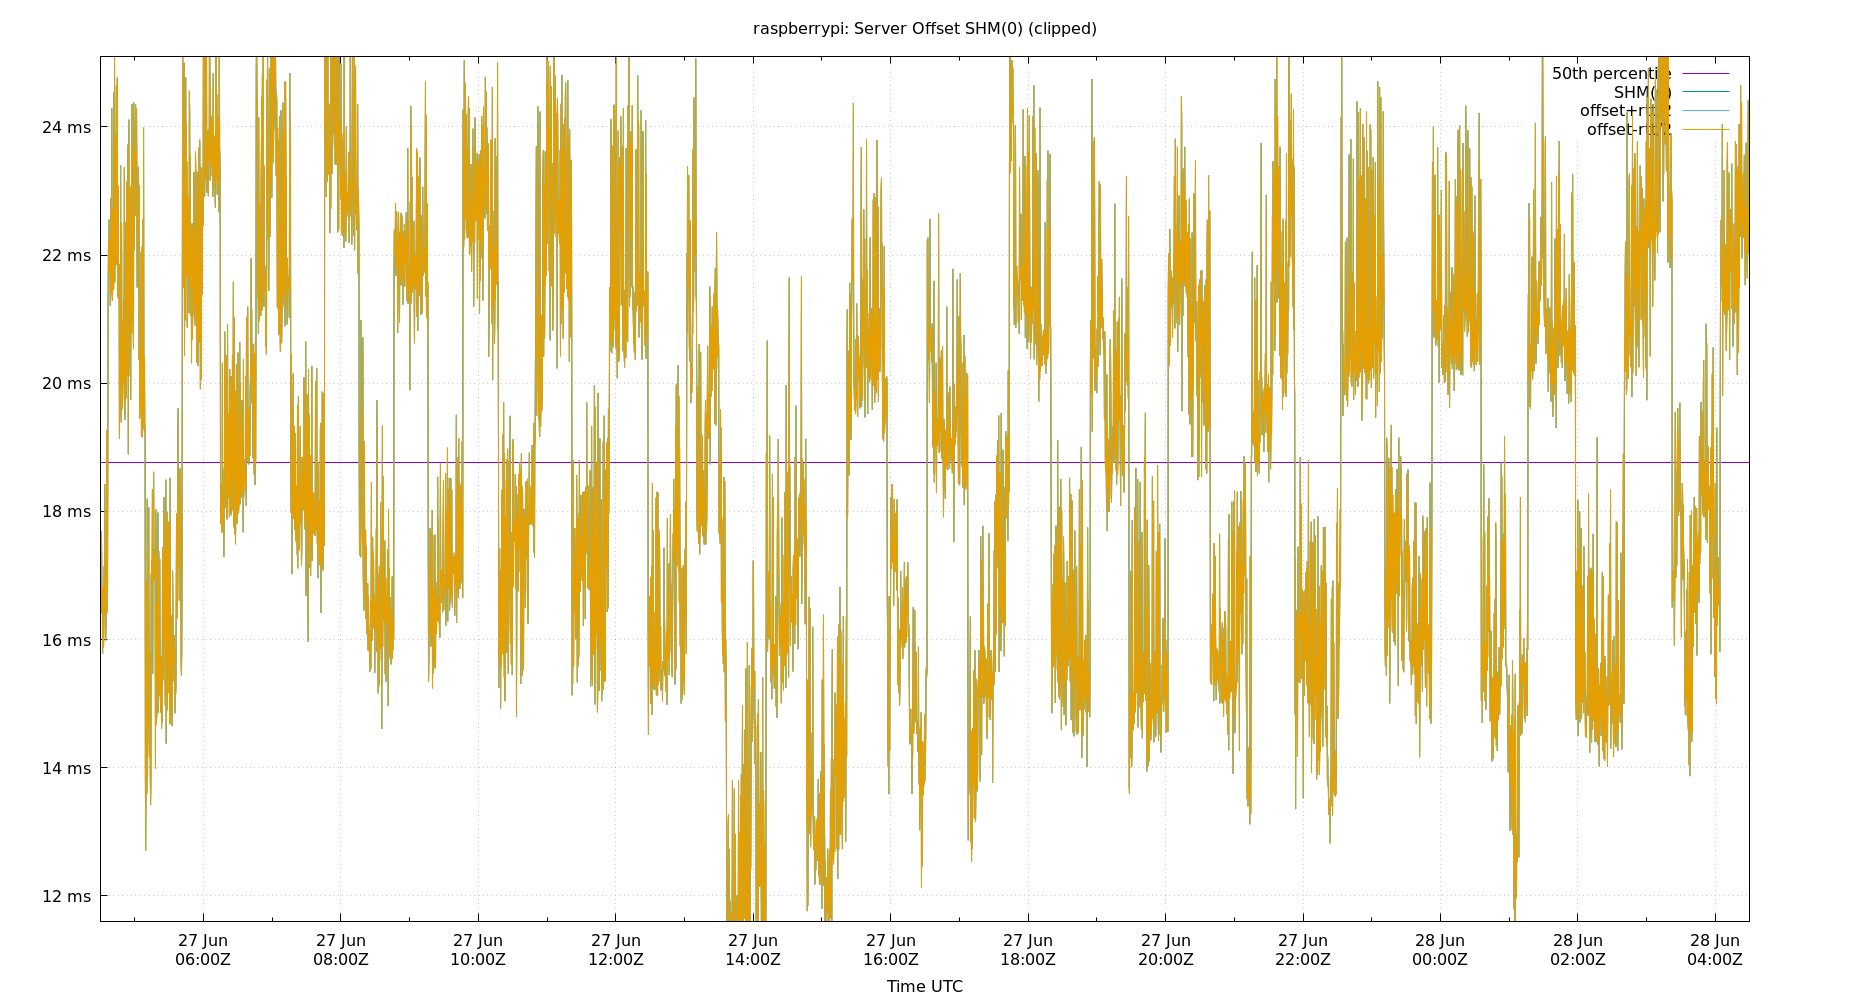 raspberrypi: Server Offset SHM(0) (clipped)
50th percentile
SHM(0)
offset+rtt/2
offset-rtt/2
24 ms
22 ms
20 ms
18 ms
16 ms
14 ms
12 ms
27 Jun 27 Jun 27 Jun 27 Jun 27 Jun 27 Jun 27 Jun 27 Jun 27 Jun 28 Jun 28 Jun 28 Jun
06:00Z 08:00Z 10:00Z 12:00Z 14:00Z 16:00Z 18:00Z 20:00Z 22:00Z 00:00Z 02:00Z 04:00Z
Time UTC